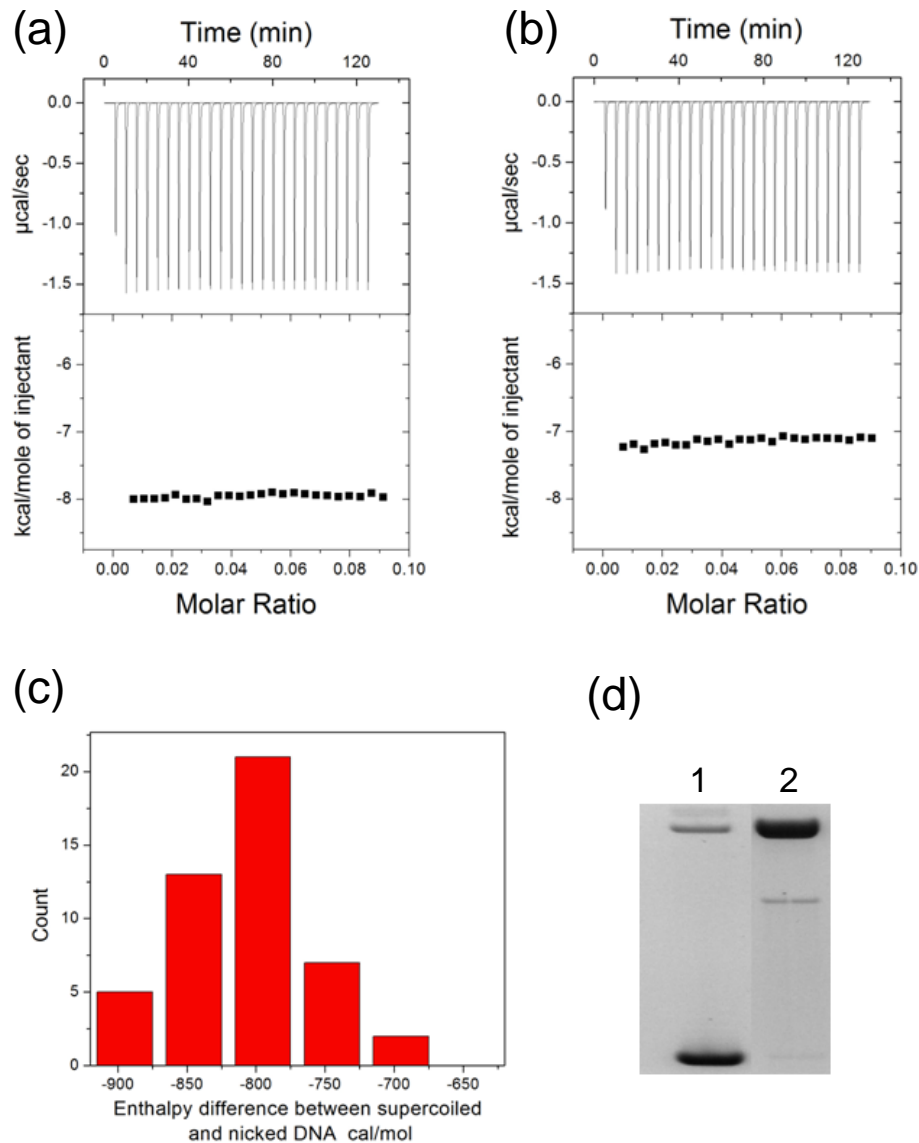 (a)
Time (min)
0 40 80 120
0.0
-0.5
-1.0
-1.5
µcal/sec
-6
-7
-8
kcal/mole of injectant
0.00 0.02 0.04 0.06 0.08 0.10
Molar Ratio
(b)
Time (min)
0 40 80 120
0.0
-0.5
-1.0
-1.5
µcal/sec
-6
-7
-8
kcal/mole of injectant
0.00 0.02 0.04 0.06 0.08 0.10
Molar Ratio
(c)
20
15
10
5
0
Count
-900 -850 -800 -750 -700 -650
Enthalpy difference between supercoiled
and nicked DNA cal/mol
(d)
1 2